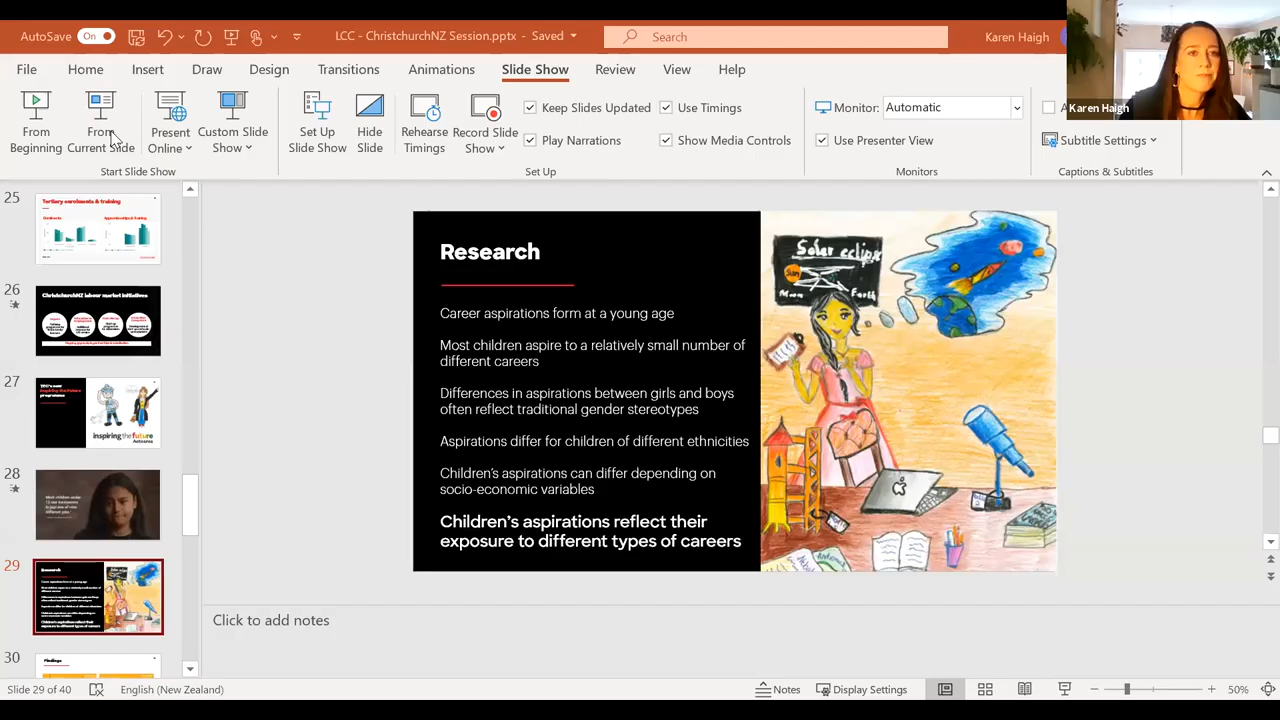 AutoSave On
LCC - ChristchurchNZ Session.pptx - Saved
Search
Karen Haigh
File Home Insert Draw Design Transitions Animations Slide Show Review View Help
Karen Haigh
From Beginning
From Current Slide
Present Online
Custom Slide Show
Set Up Slide Show
Hide Slide
Rehearse Timings
Record Slide Show
Keep Slides Updated
Use Timings
Play Narrations
Show Media Controls
Monitor: Automatic
Use Presenter View
Subtitle Settings
Start Slide Show
Set Up
Monitors
Captions & Subtitles
25
Tertiary enrolments & training
26
ChristchurchNZ labour market initiatives
27
inspiring the future
Aotearoa
28
29
Research
30
Findings
Research
Career aspirations form at a young age
Most children aspire to a relatively small number of
different careers
Differences in aspirations between girls and boys
often reflect traditional gender stereotypes
Aspirations differ for children of different ethnicities
Children's aspirations can differ depending on
socio-economic variables
Children's aspirations reflect their
exposure to different types of careers
Solar eclips
Sun
Moon Earth
Click to add notes
Slide 29 of 40
English (New Zealand)
Notes
Display Settings
50%